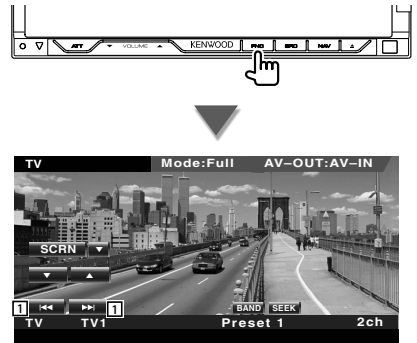 ATT VOLUME KENWOOD FNC SRC NAV
TV Mode:Full AV–OUT:AV–IN
SCRN
1 1
BAND SEEK
TV TV1 Preset 1 2ch